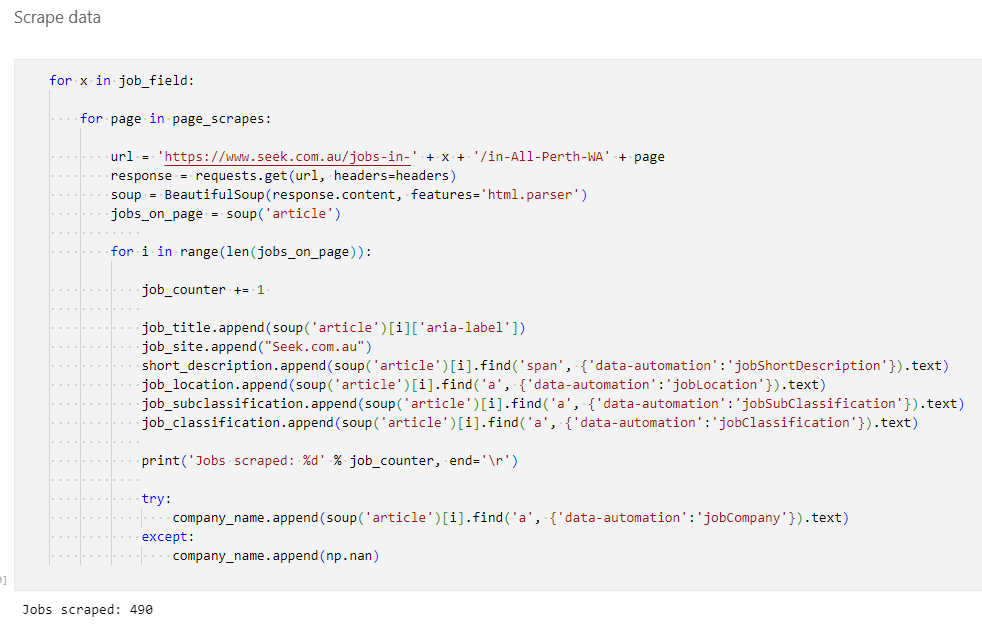 Scrape data
for x in job_field:
for page in page_scrapes:
url = 'https://www.seek.com.au/jobs-in-' + x + '/in-All-Perth-WA' + page
response = requests.get(url, headers=headers)
soup = BeautifulSoup(response.content, features='html.parser')
jobs_on_page = soup('article')
for i in range(len(jobs_on_page)):
job_counter += 1
job_title.append(soup('article')[i]['aria-label'])
job_site.append("Seek.com.au")
short_description.append(soup('article')[i].find('span', {'data-automation':'jobShortDescription'}).text)
job_location.append(soup('article')[i].find('a', {'data-automation':'jobLocation'}).text)
job_subclassification.append(soup('article')[i].find('a', {'data-automation':'jobSubClassification'}).text)
job_classification.append(soup('article')[i].find('a', {'data-automation':'jobClassification'}).text)
print('Jobs scraped: %d' % job_counter, end='\r')
try:
company_name.append(soup('article')[i].find('a', {'data-automation':'jobCompany'}).text)
except:
company_name.append(np.nan)
Jobs scraped: 490